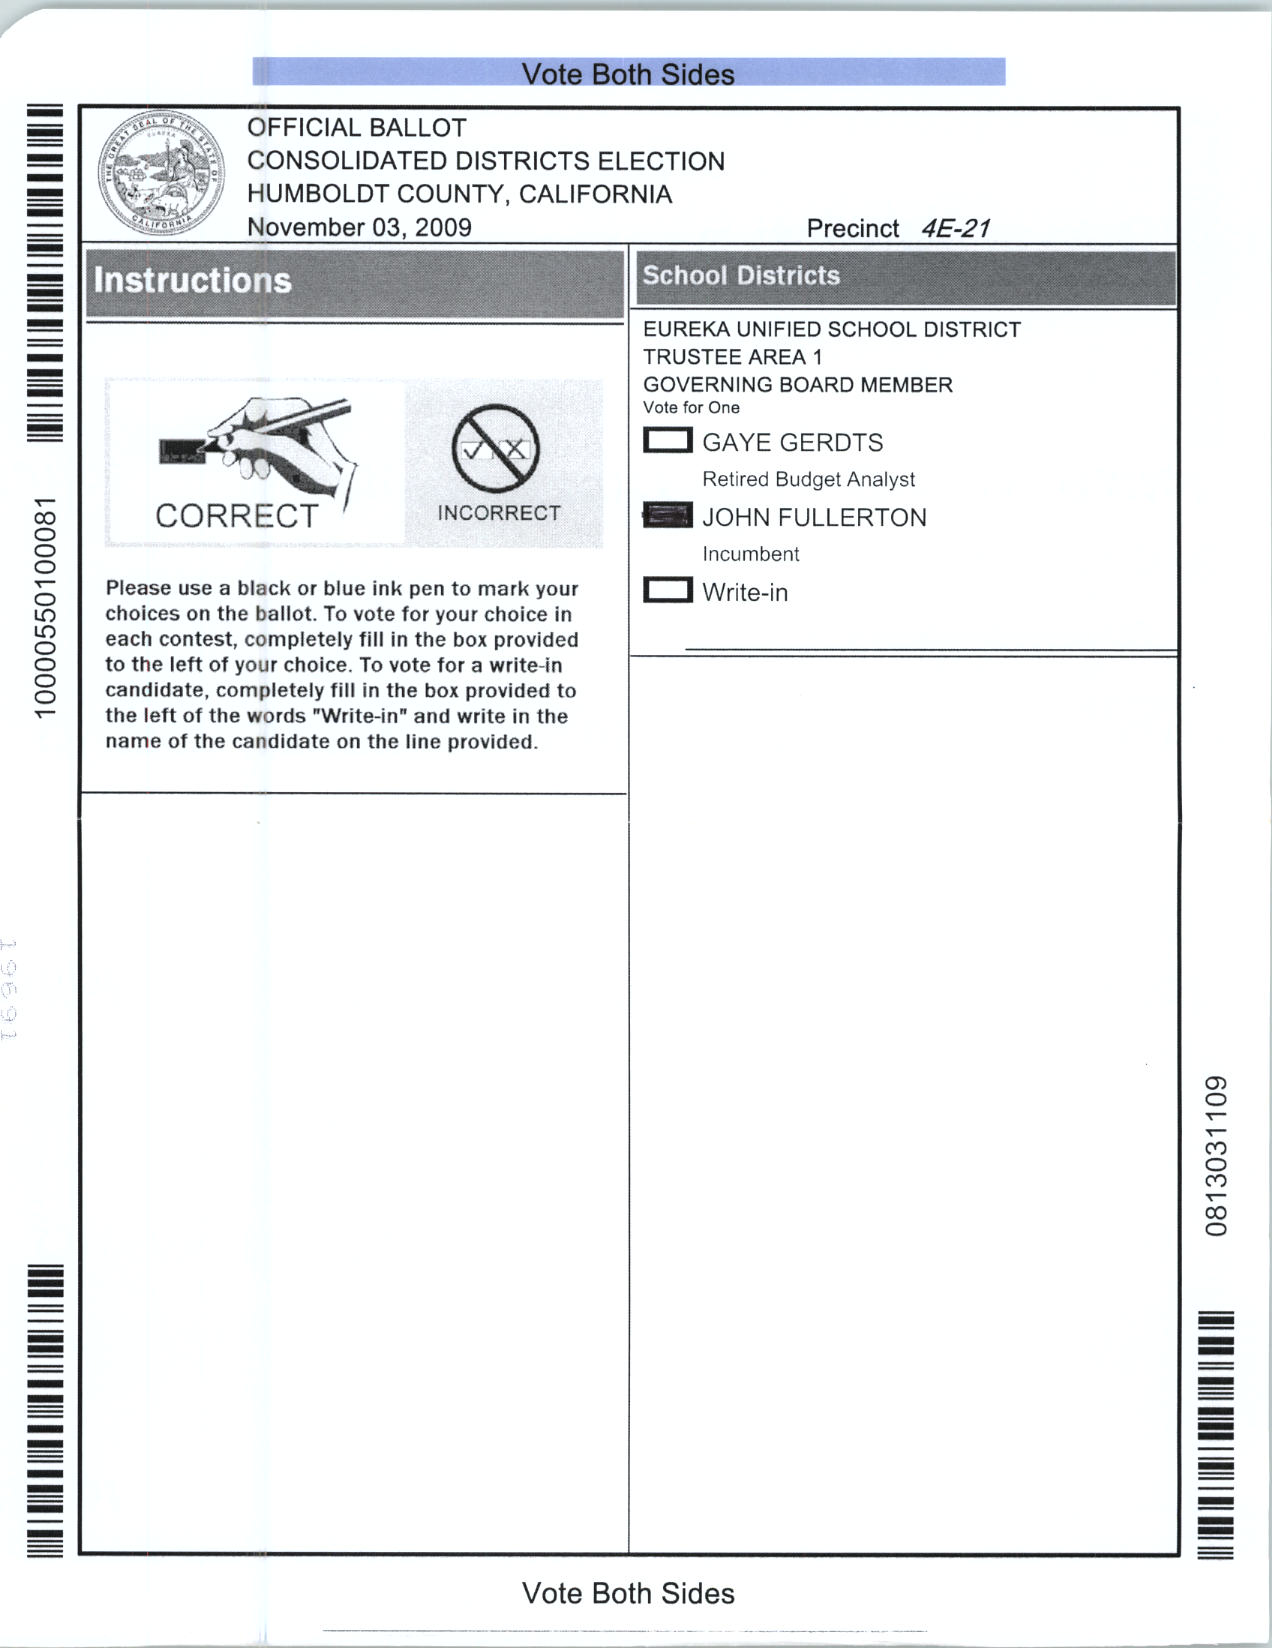 Vote Both Sides
OFFICIAL BALLOT
CONSOLIDATED DISTRICTS ELECTION
HUMBOLDT COUNTY, CALIFORNIA
November 03, 2009
Precinct 4E-21
THE GREAT SEAL OF THE STATE OF CALIFORNIA
EUREKA
Instructions
CORRECT
INCORRECT
Please use a black or blue ink pen to mark your
choices on the ballot. To vote for your choice in
each contest, completely fill in the box provided
to the left of your choice. To vote for a write-in
candidate, completely fill in the box provided to
the left of the words "Write-in" and write in the
name of the candidate on the line provided.
School Districts
EUREKA UNIFIED SCHOOL DISTRICT
TRUSTEE AREA 1
GOVERNING BOARD MEMBER
Vote for One
GAYE GERDTS
Retired Budget Analyst
JOHN FULLERTON
Incumbent
Write-in
10000550100081
0813031109
Vote Both Sides